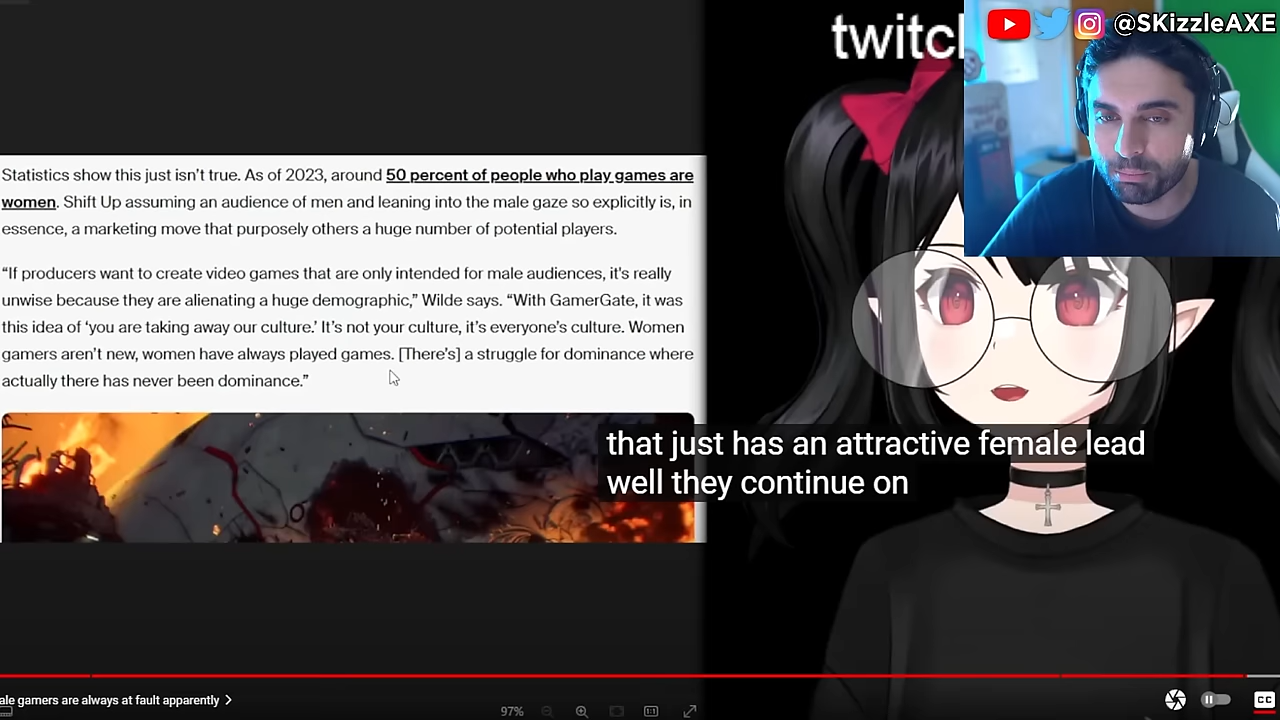 twitc
@SKizzleAXE
Statistics show this just isn't true. As of 2023, around 50 percent of people who play games are
women. Shift Up assuming an audience of men and leaning into the male gaze so explicitly is, in
essence, a marketing move that purposely others a huge number of potential players.
“If producers want to create video games that are only intended for male audiences, it's really
unwise because they are alienating a huge demographic,” Wilde says. “With GamerGate, it was
this idea of ‘you are taking away our culture.’ It’s not your culture, it’s everyone’s culture. Women
gamers aren’t new, women have always played games. [There’s] a struggle for dominance where
actually there has never been dominance.”
that just has an attractive female lead
well they continue on
ale gamers are always at fault apparently
97%
1:1
CC